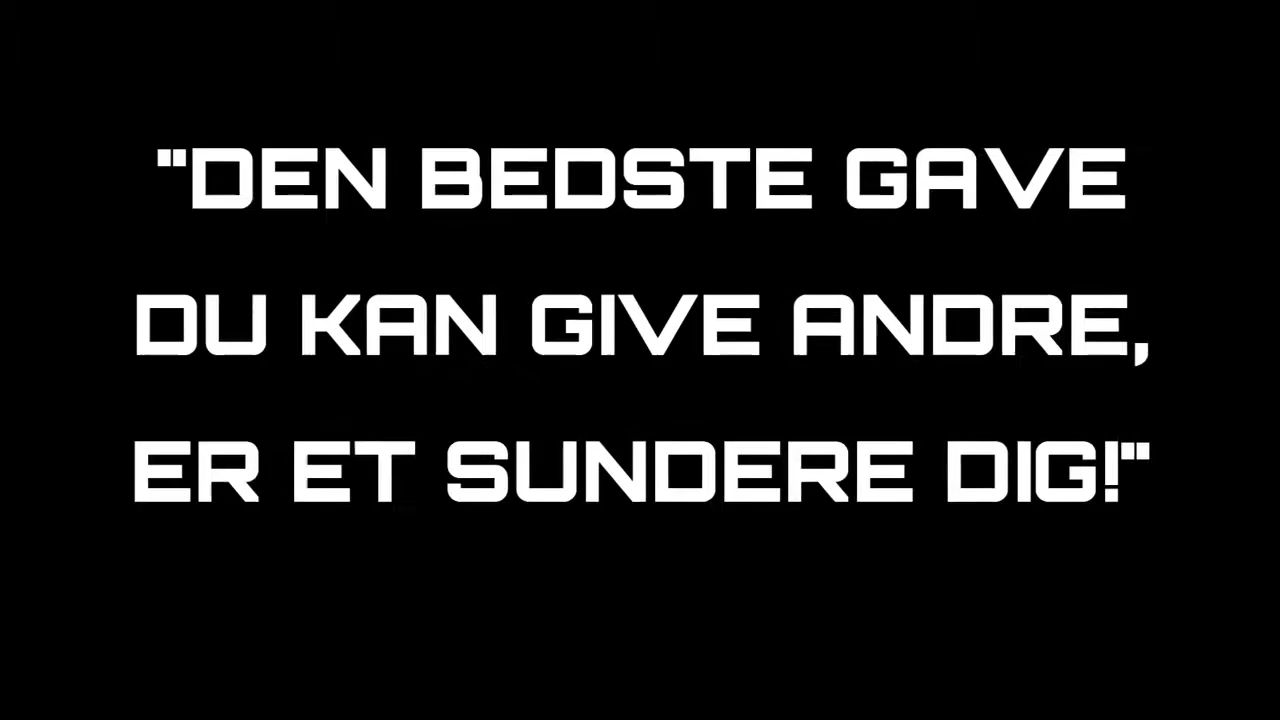 "DEN BEDSTE GAVE
DU KAN GIVE ANDRE,
ER ET SUNDERE DIG!"